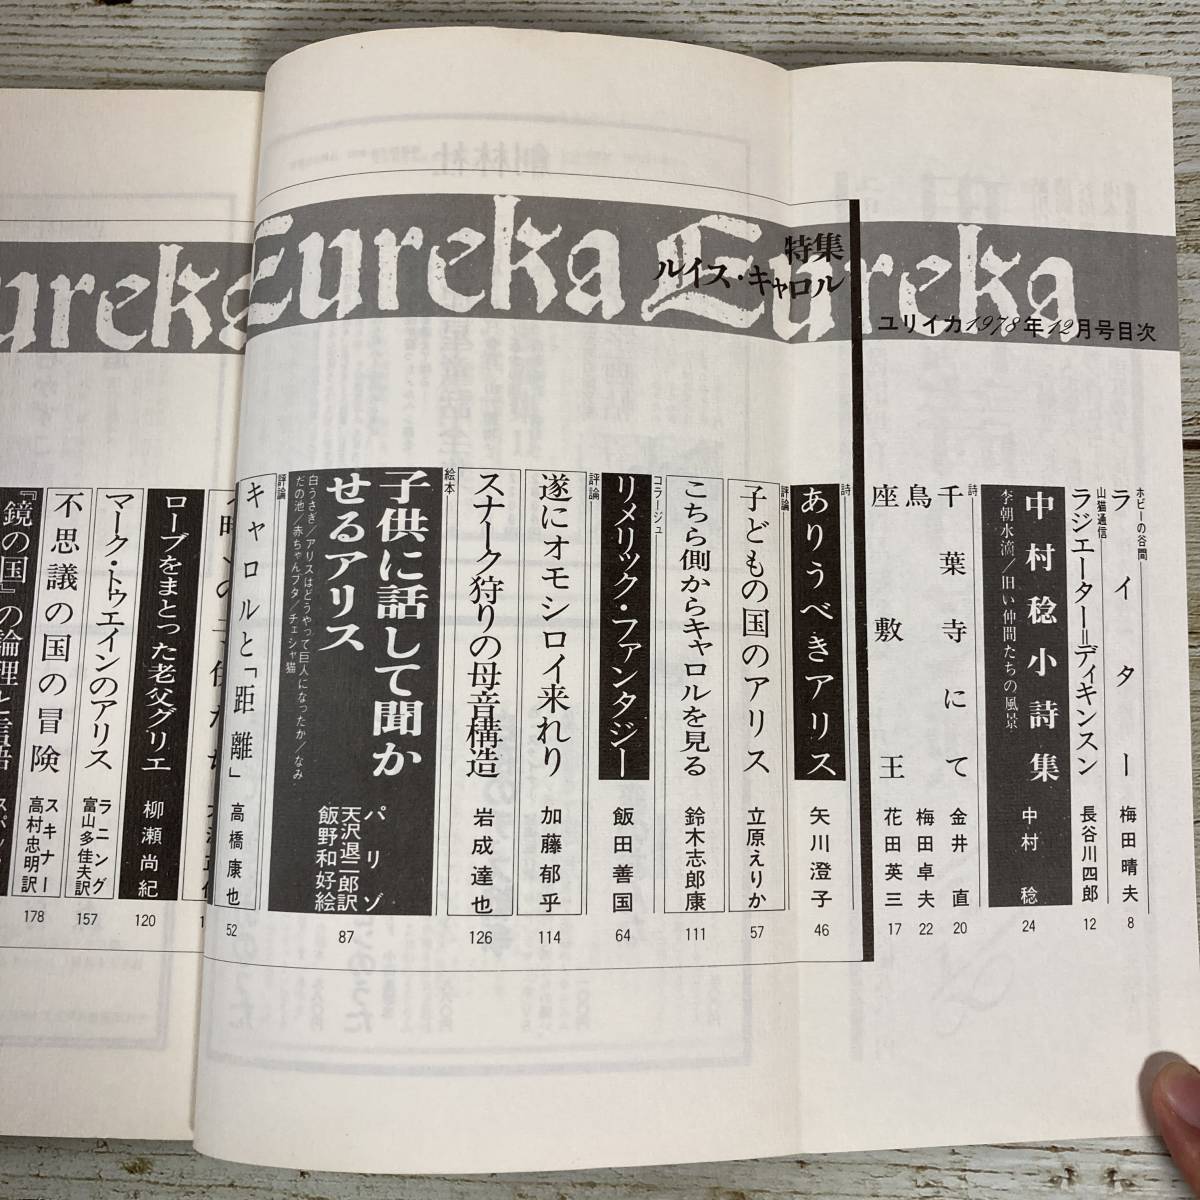 Eureka
Eureka
特集
ルイス・キャロル
ユリイカ1978年12月号目次
ホビーの谷間
ライター 梅田晴夫 8
山猫通信
ラジエーター=ディキンスン 長谷川四郎 12
中村稔小詩集 中村 稔 24
李朝水滴/旧い仲間たちの風景
詩
千葉寺にて 金井 直 20
鳥 梅田卓夫 22
座敷王 花田英三 17
詩
ありうべきアリス 矢川澄子 46
評論
子どもの国のアリス 立原えりか 57
こちら側からキャロルを見る 鈴木志郎康 111
コラージュ
リメリック・ファンタジー 飯田善国 64
評論
遂にオモシロイ来れり 加藤郁乎 114
スナーク狩りの母音構造 岩成達也 126
絵本
子供に話して聞か
せるアリス
パリゾ
天沢退二郎訳
飯野和好絵 87
白うさぎ/アリスはどうやって巨人になったか/なみ
だの池/赤ちゃんブタ/チェシャ猫
評論
キャロルと「距離」 高橋康也 52
ロープをまとった老父グリエ 柳瀬尚紀 120
マーク・トゥエインのアリス ラニング
富山多佳夫訳 157
不思議の国の冒険 スキナー
高村忠明訳 178
『鏡の国』の論理と言語